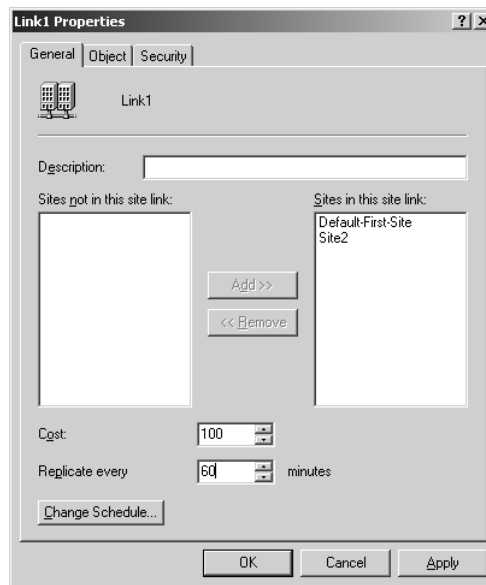 Link1 Properties
General
Object
Security
Link1
Description:
Sites not in this site link:
Sites in this site link:
Default-First-Site
Site2
Add >>
<< Remove
Cost:
100
Replicate every
60
minutes
Change Schedule...
OK
Cancel
Apply